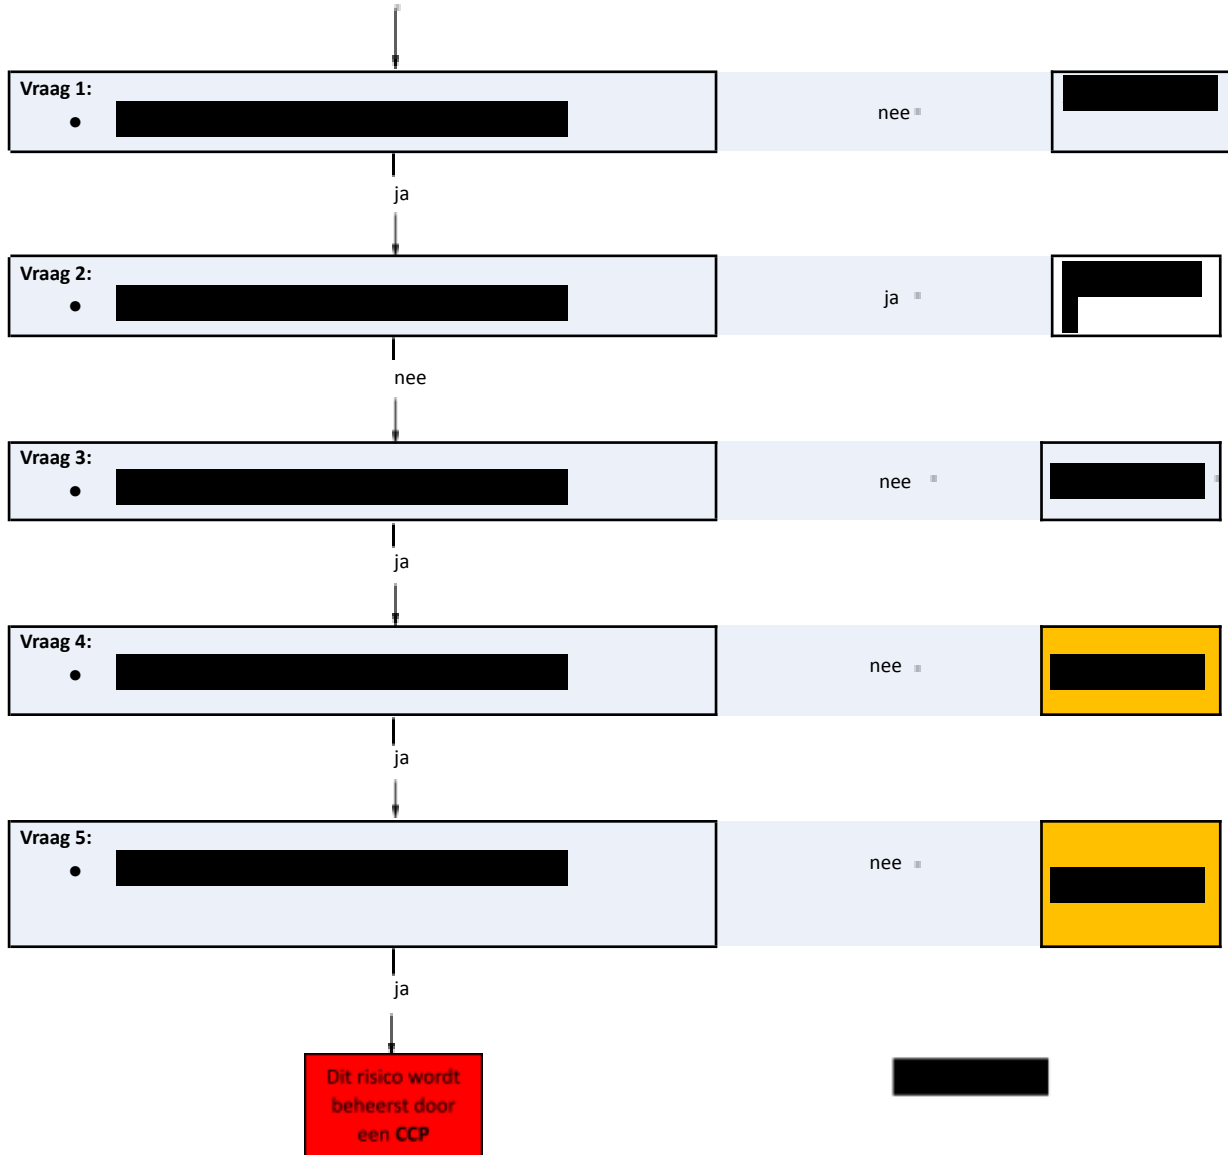 Vraag 1:
nee
ja
Vraag 2:
ja
nee
Vraag 3:
nee
ja
Vraag 4:
nee
ja
Vraag 5:
nee
ja
Dit risico wordt
beheerst door
een CCP